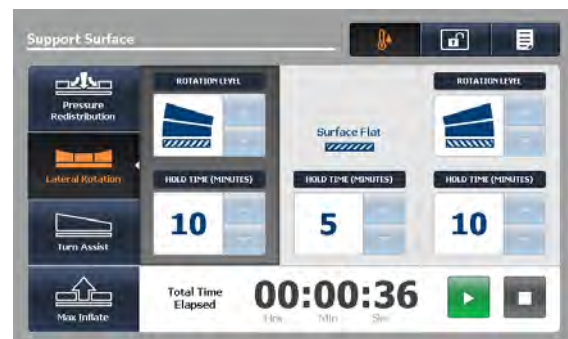 Support Surface
Pressure
Redistribution
Lateral Rotation
Turn Assist
Max Inflate
ROTATION LEVEL
HOLD TIME (MINUTES)
10
Surface Flat
HOLD TIME (MINUTES)
5
ROTATION LEVEL
HOLD TIME (MINUTES)
10
Total Time
Elapsed
00:00:36
Hrs Min Sec